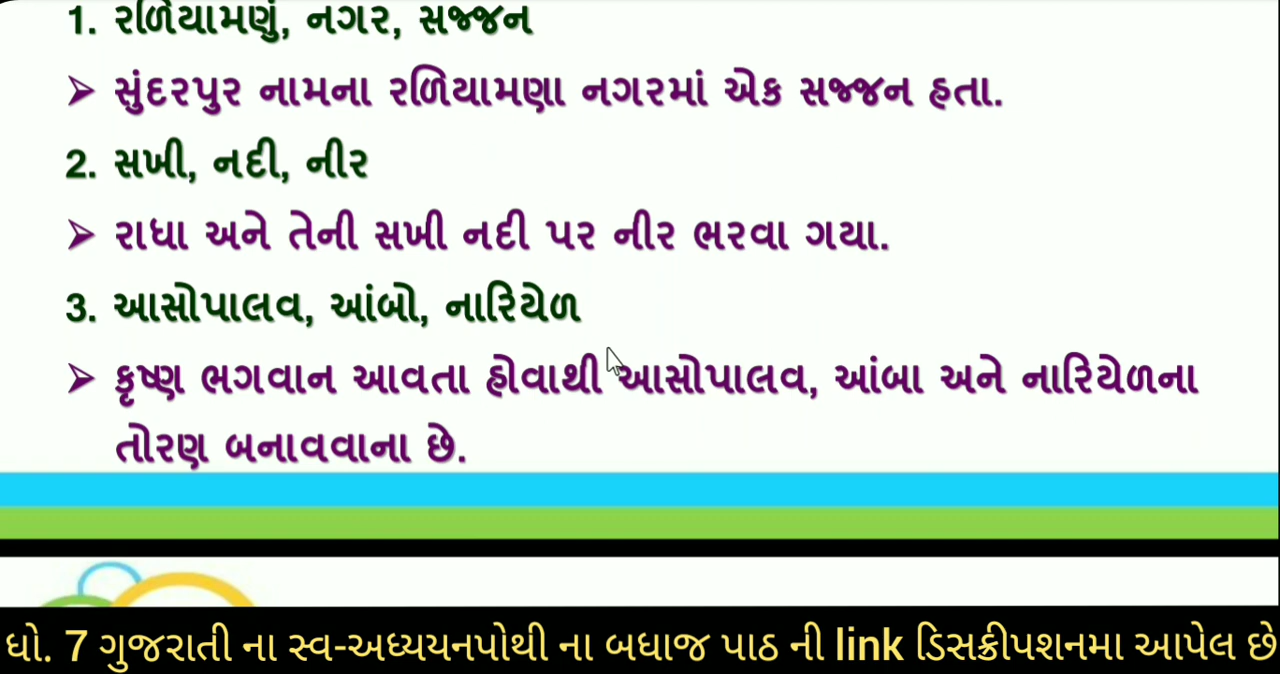 1. રળિયામણું, નગર, સજ્જન
➢ સુંદરપુર નામના રળિયામણા નગરમાં એક સજ્જન હતા.
2. સખી, નદી, નીર
➢ રાધા અને તેની સખી નદી પર નીર ભરવા ગયા.
3. આસોપાલવ, આંબો, નારિયેળ
➢ કૃષ્ણ ભગવાન આવતા હોવાથી આસોપાલવ, આંબા અને નારિયેળના
તોરણ બનાવવાના છે.
ધો. 7 ગુજરાતી ના સ્વ-અધ્યયનપોથી ના બધાજ પાઠ ની link ડિસક્રીપશનમા આપેલ છે